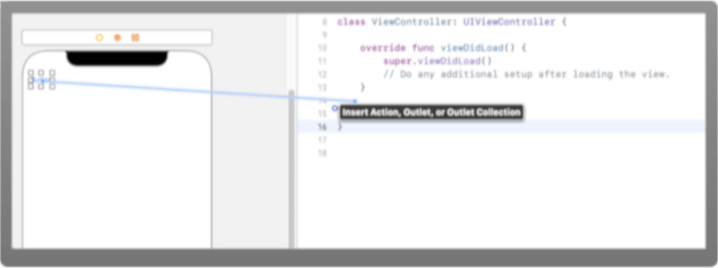 8 class ViewController: UIViewController {
9
10 override func viewDidLoad() {
11 super.viewDidLoad()
12 // Do any additional setup after loading the view.
13 }
14
15 Insert Action, Outlet, or Outlet Collection
16 }
17
18